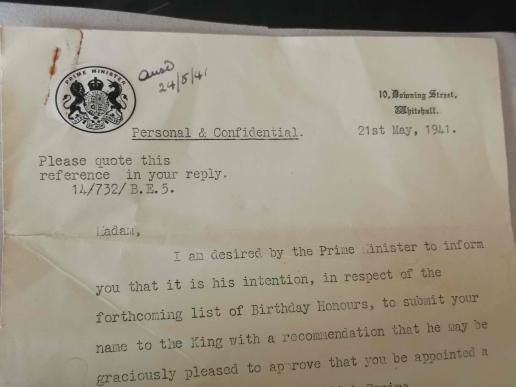 PRIME MINISTER
ansd
24/5/41
10, Downing Street,
Whitehall.
Personal & Confidential.
21st May, 1941.
Please quote this
reference in your reply.
14/732/B.E.5.
Madam,
I am desired by the Prime Minister to inform
you that it is his intention, in respect of the
forthcoming list of Birthday Honours, to submit your
name to the King with a recommendation that he may be
graciously pleased to approve that you be appointed a